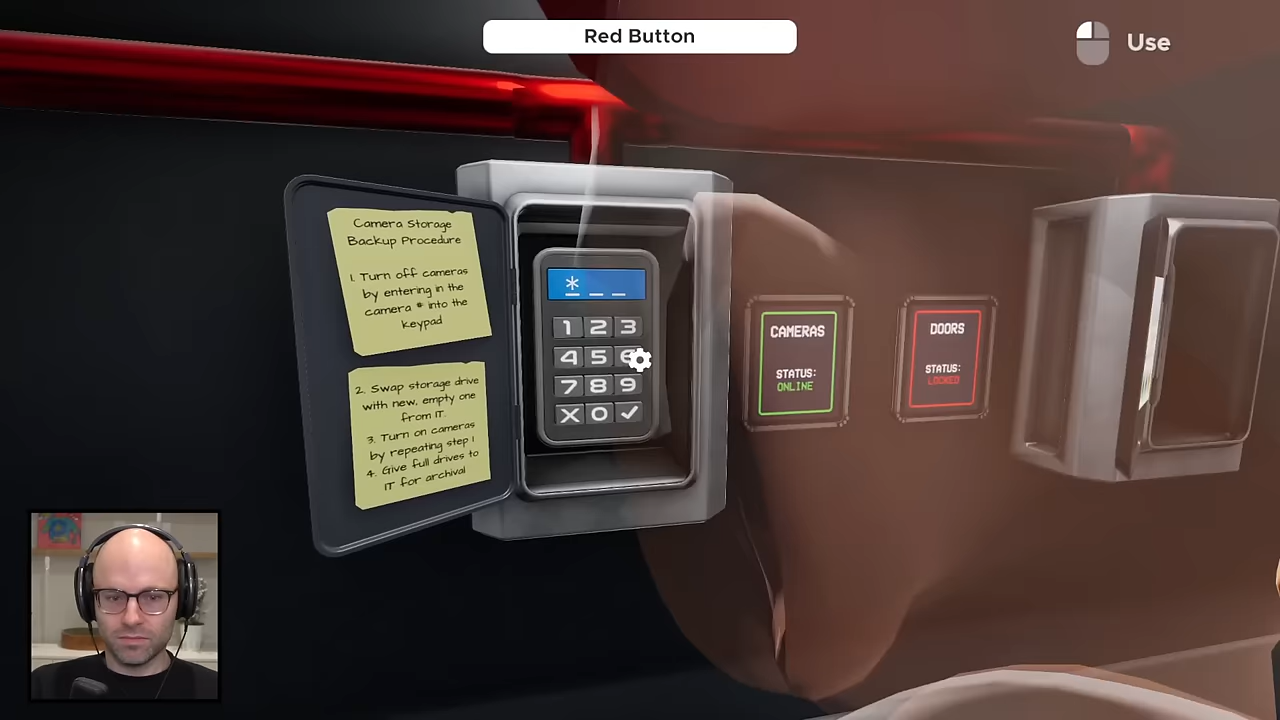 Red Button
Use
Camera Storage
Backup Procedure
1. Turn off cameras
by entering in the
camera # into the
keypad
2. Swap storage drive
with new, empty one
from IT.
3. Turn on cameras
by repeating step 1
4. Give full drives to
IT for archival
* _ _
1 2 3
4 5 6
7 8 9
X 0 ✓
CAMERAS
STATUS:
ONLINE
DOORS
STATUS:
LOCKED